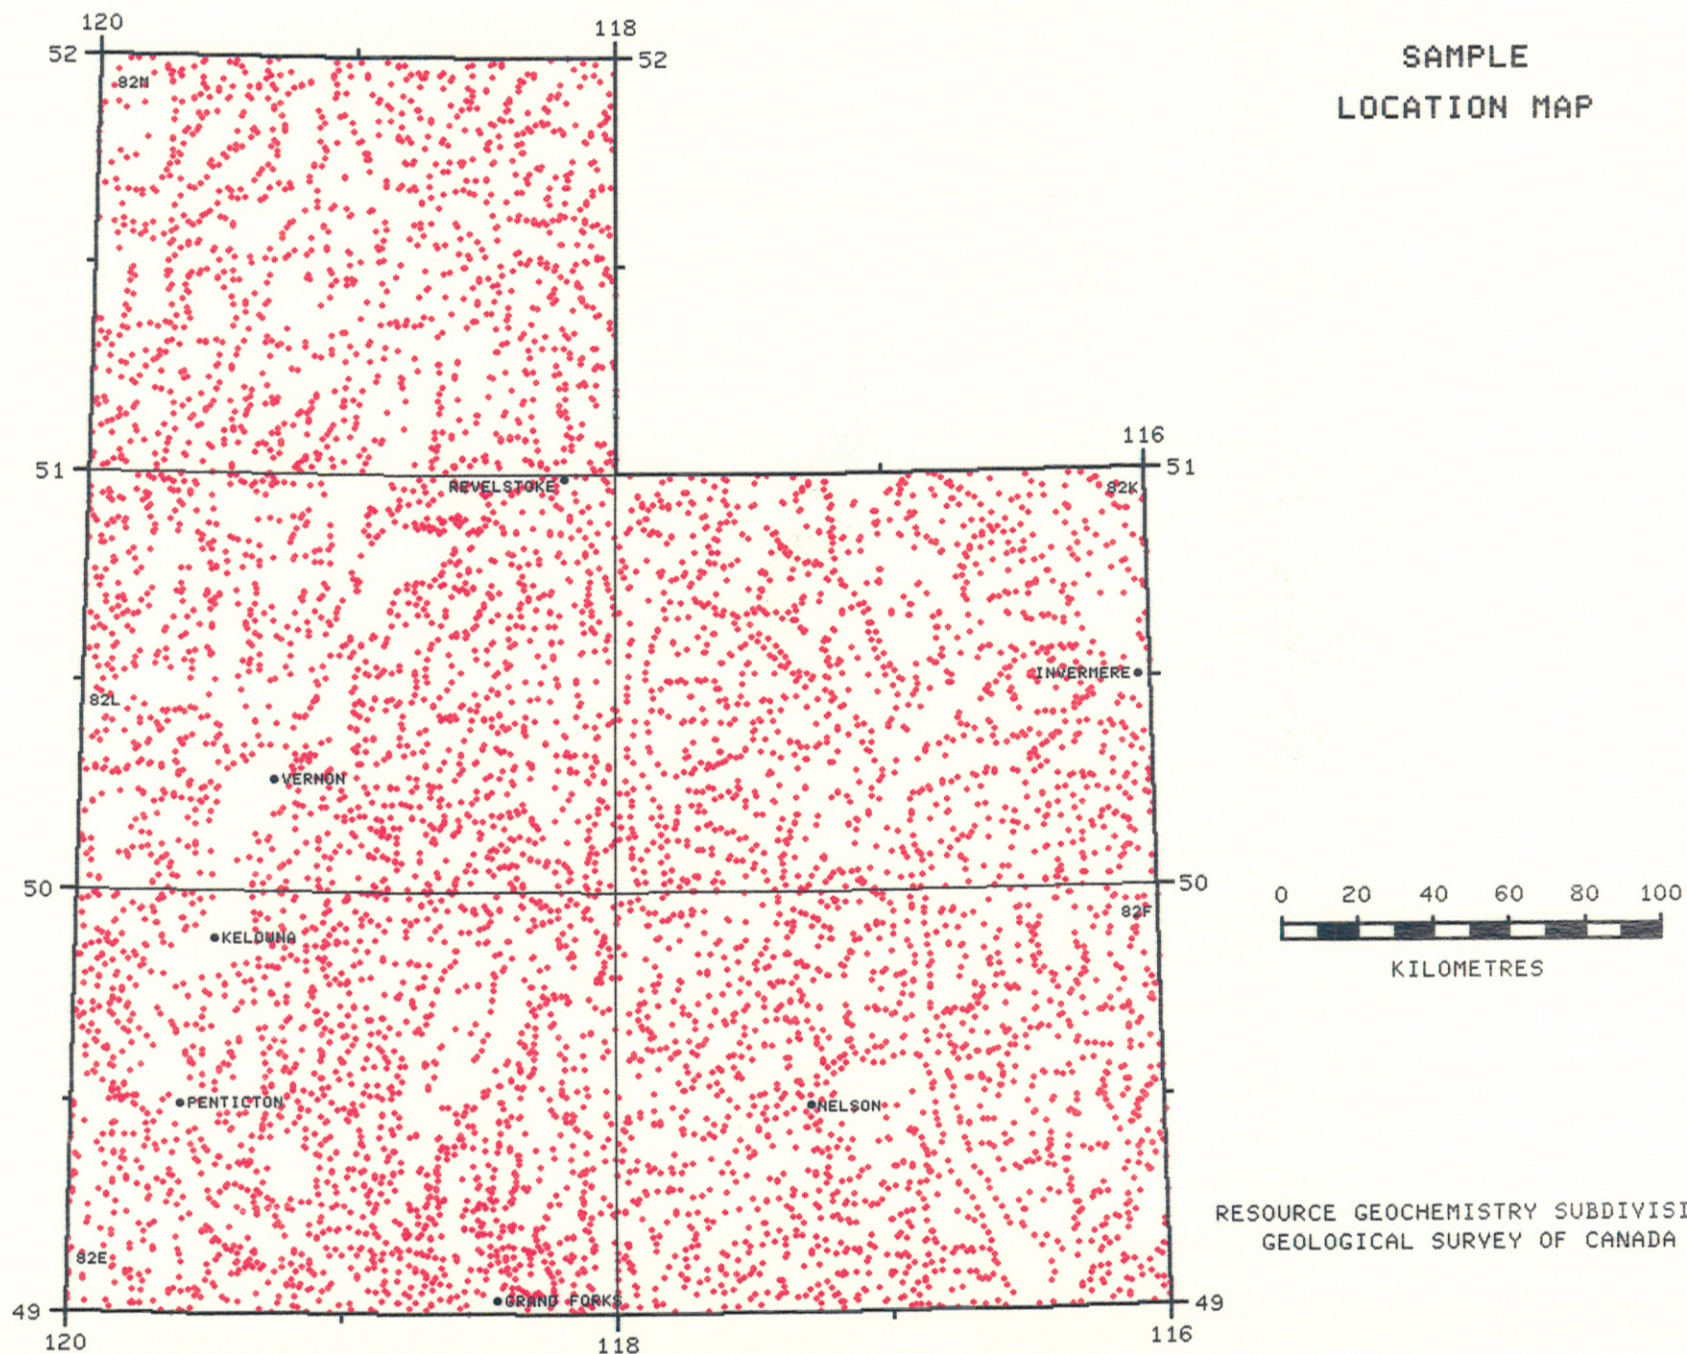 120
118
52
52
SAMPLE
LOCATION MAP
82M
116
51
51
REVELSTOKE
82K
INVERMERE
82L
VERNON
50
50
0 20 40 60 80 100
82F
KELOWNA
KILOMETRES
PENTICTON
NELSON
RESOURCE GEOCHEMISTRY SUBDIVISI
GEOLOGICAL SURVEY OF CANADA
82E
GRAND FORKS
49
49
120
118
116